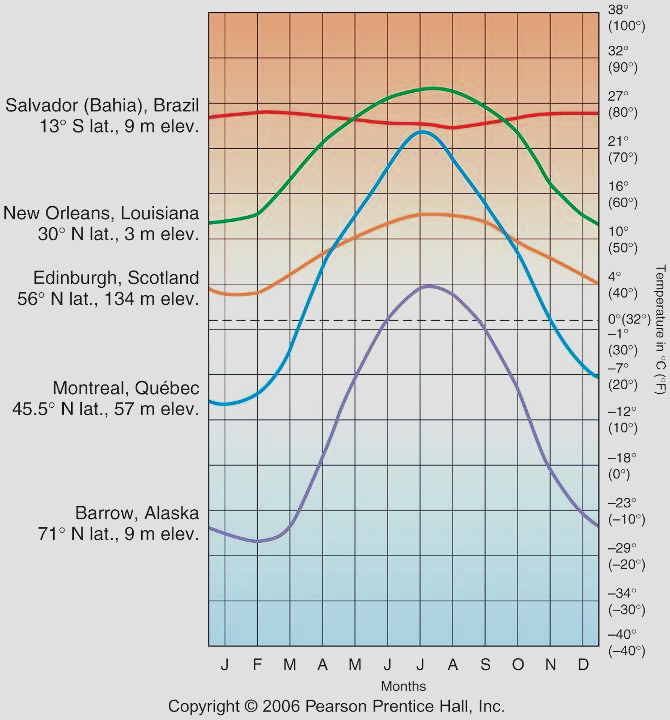 38°
(100°)
32°
(90°)
27°
(80°)
Salvador (Bahia), Brazil
13° S lat., 9 m elev.
21°
(70°)
16°
(60°)
New Orleans, Louisiana
30° N lat., 3 m elev.
10°
(50°)
Edinburgh, Scotland
56° N lat., 134 m elev.
4°
(40°)
0°(32°)
–1°
(30°)
Temperature in °C (°F)
–7°
(20°)
Montreal, Québec
45.5° N lat., 57 m elev.
–12°
(10°)
–18°
(0°)
–23°
(–10°)
Barrow, Alaska
71° N lat., 9 m elev.
–29°
(–20°)
–34°
(–30°)
–40°
(–40°)
J F M A M J J A S O N D
Months
Copyright © 2006 Pearson Prentice Hall, Inc.